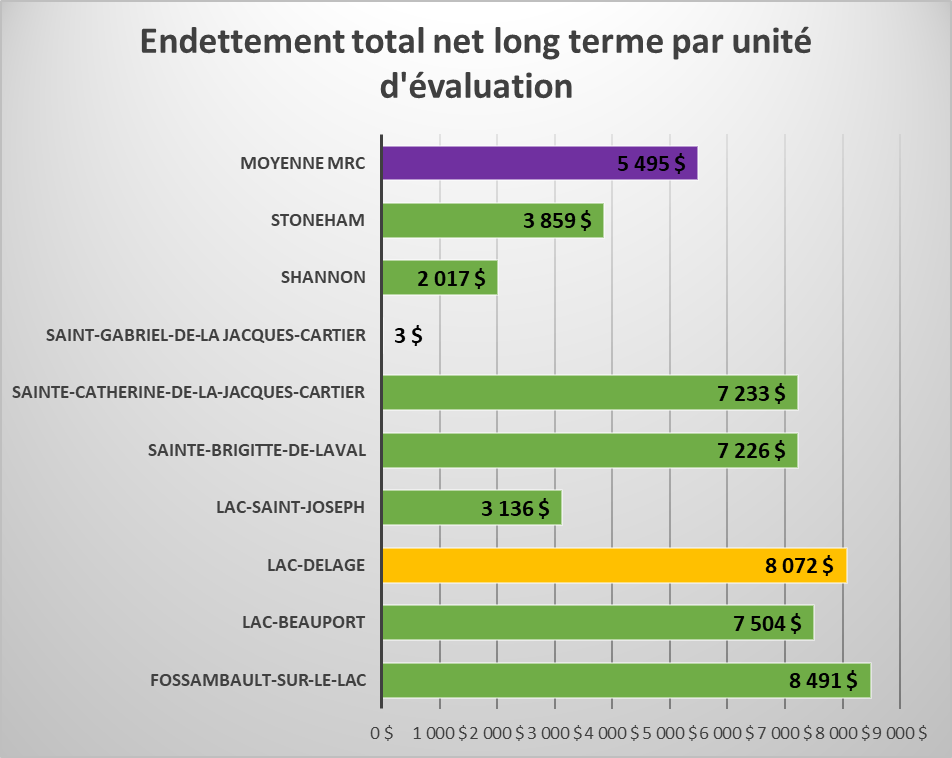 Endettement total net long terme par unité
d'évaluation
MOYENNE MRC 5 495 $
STONEHAM 3 859 $
SHANNON 2 017 $
SAINT-GABRIEL-DE-LA JACQUES-CARTIER 3 $
SAINTE-CATHERINE-DE-LA-JACQUES-CARTIER 7 233 $
SAINTE-BRIGITTE-DE-LAVAL 7 226 $
LAC-SAINT-JOSEPH 3 136 $
LAC-DELAGE 8 072 $
LAC-BEAUPORT 7 504 $
FOSSAMBAULT-SUR-LE-LAC 8 491 $
0 $ 1 000 $ 2 000 $ 3 000 $ 4 000 $ 5 000 $ 6 000 $ 7 000 $ 8 000 $ 9 000 $